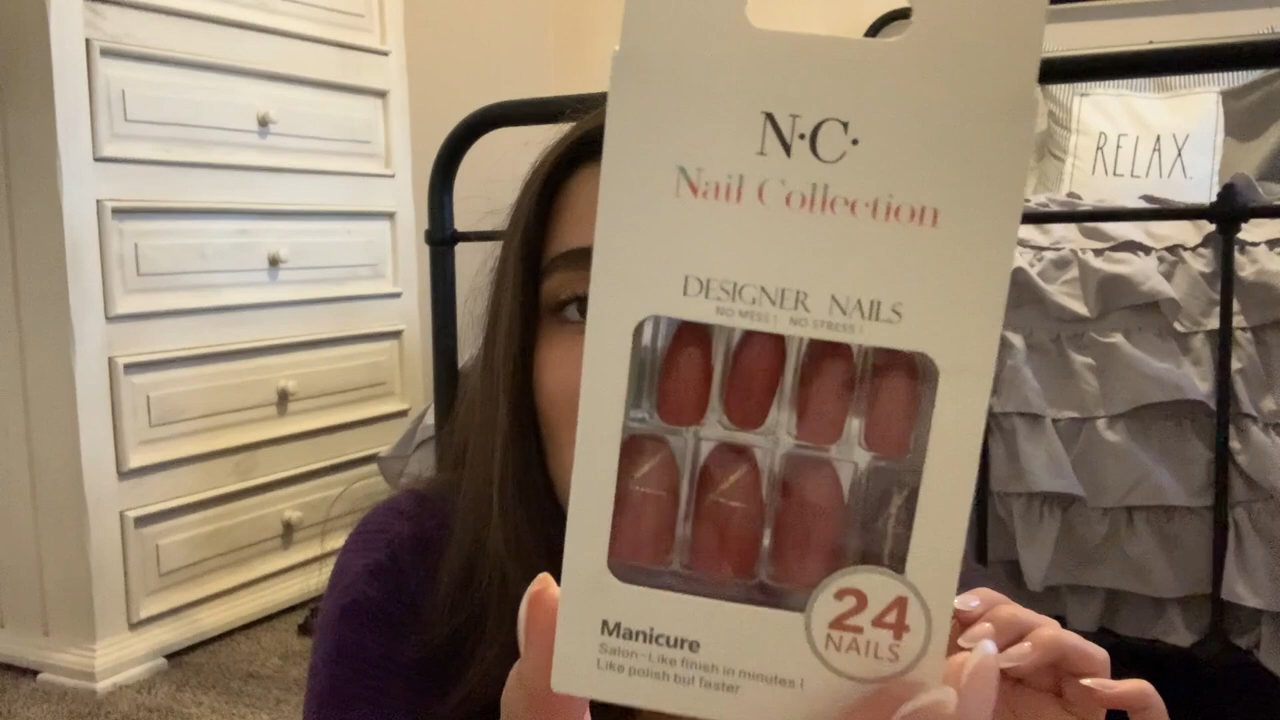 N.C.
Nail Collection
DESIGNER NAILS
NO MESS! NO STRESS!
24
NAILS
Manicure
Salon-Like finish in minutes!
Like polish but faster
RELAX.